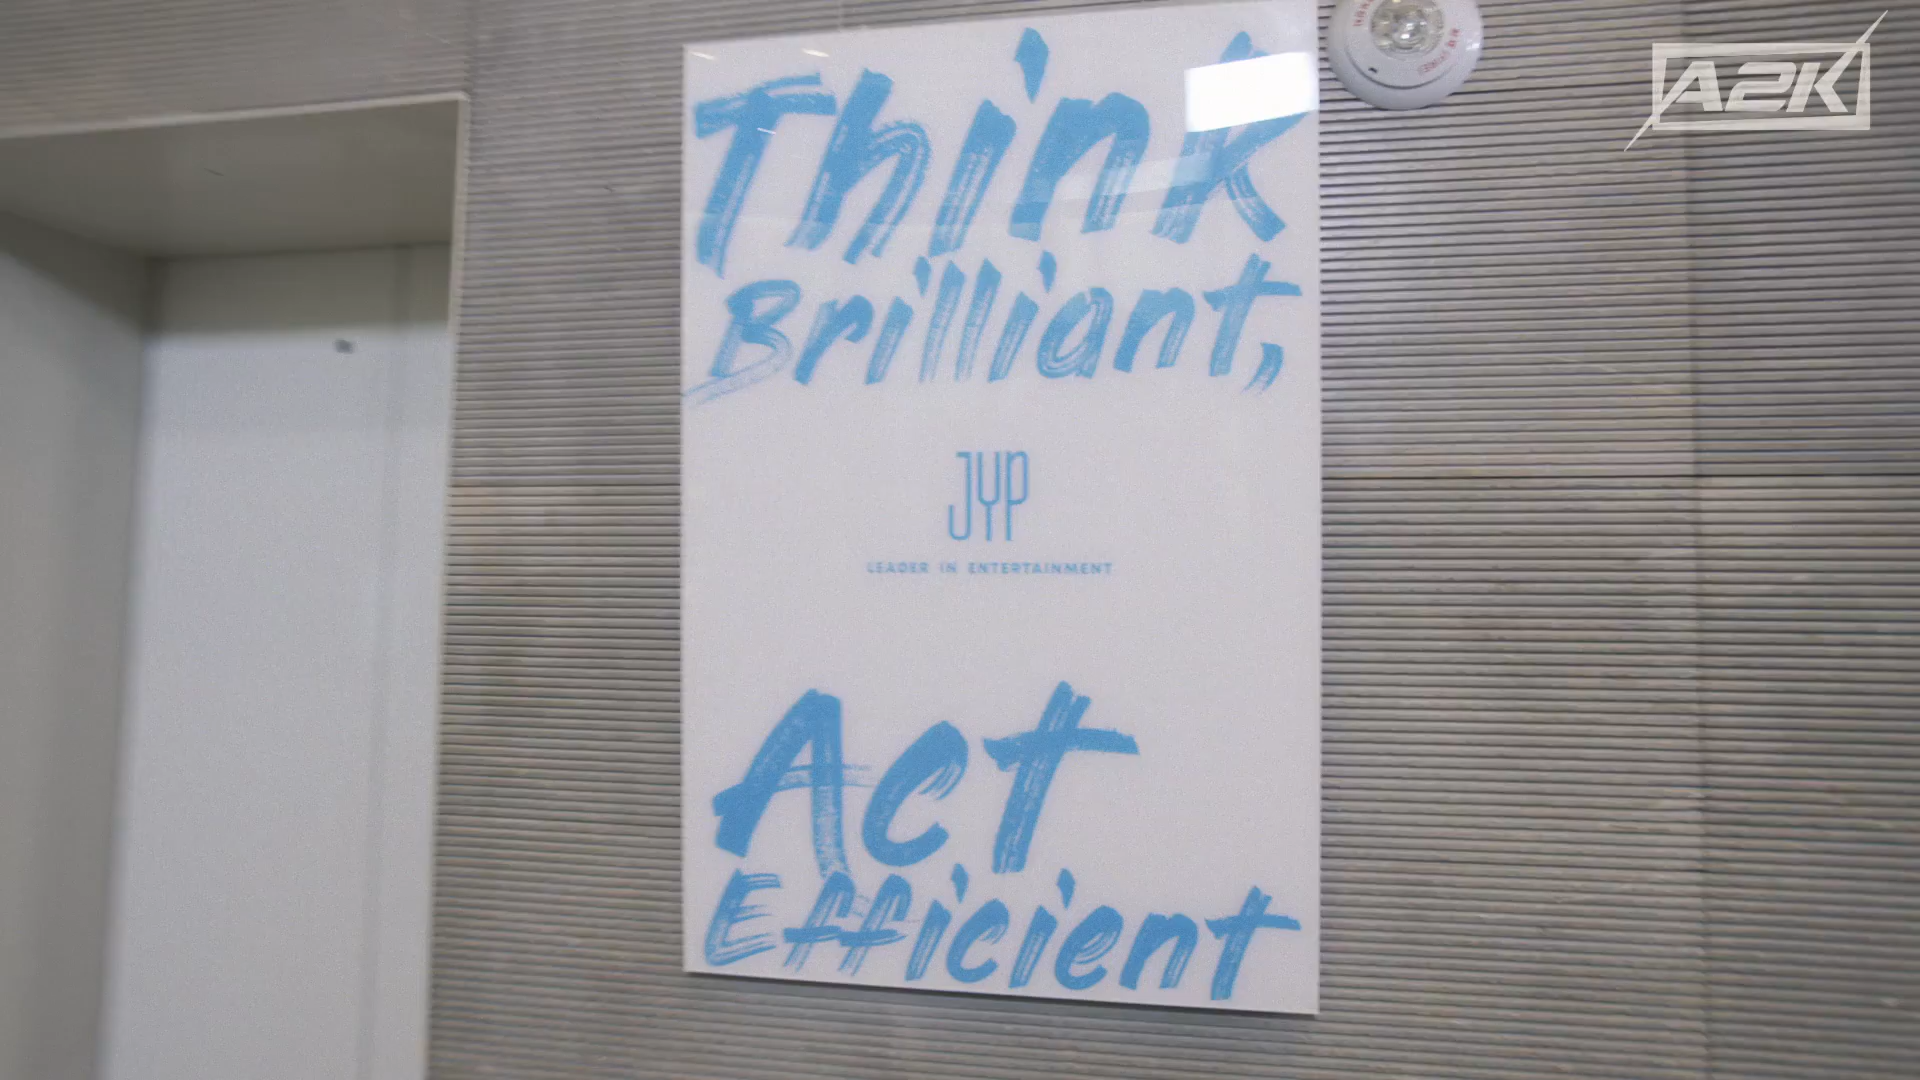 A2K
Think
Brilliant,
JYP
LEADER IN ENTERTAINMENT
Act
Efficient